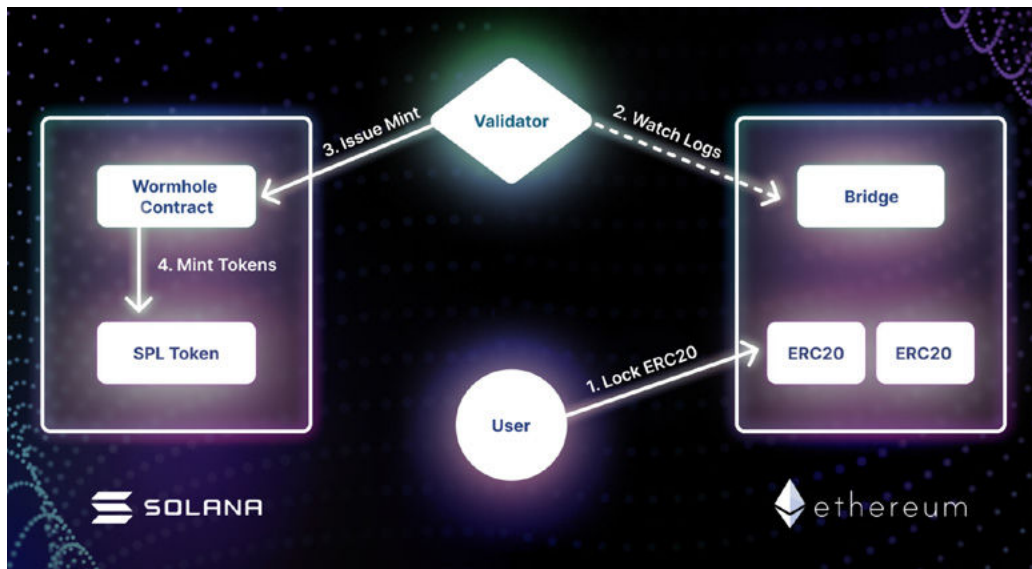 Validator
3. Issue Mint
2. Watch Logs
Wormhole
Contract
Bridge
4. Mint Tokens
SPL Token
ERC20
ERC20
1. Lock ERC20
User
SOLANA
ethereum